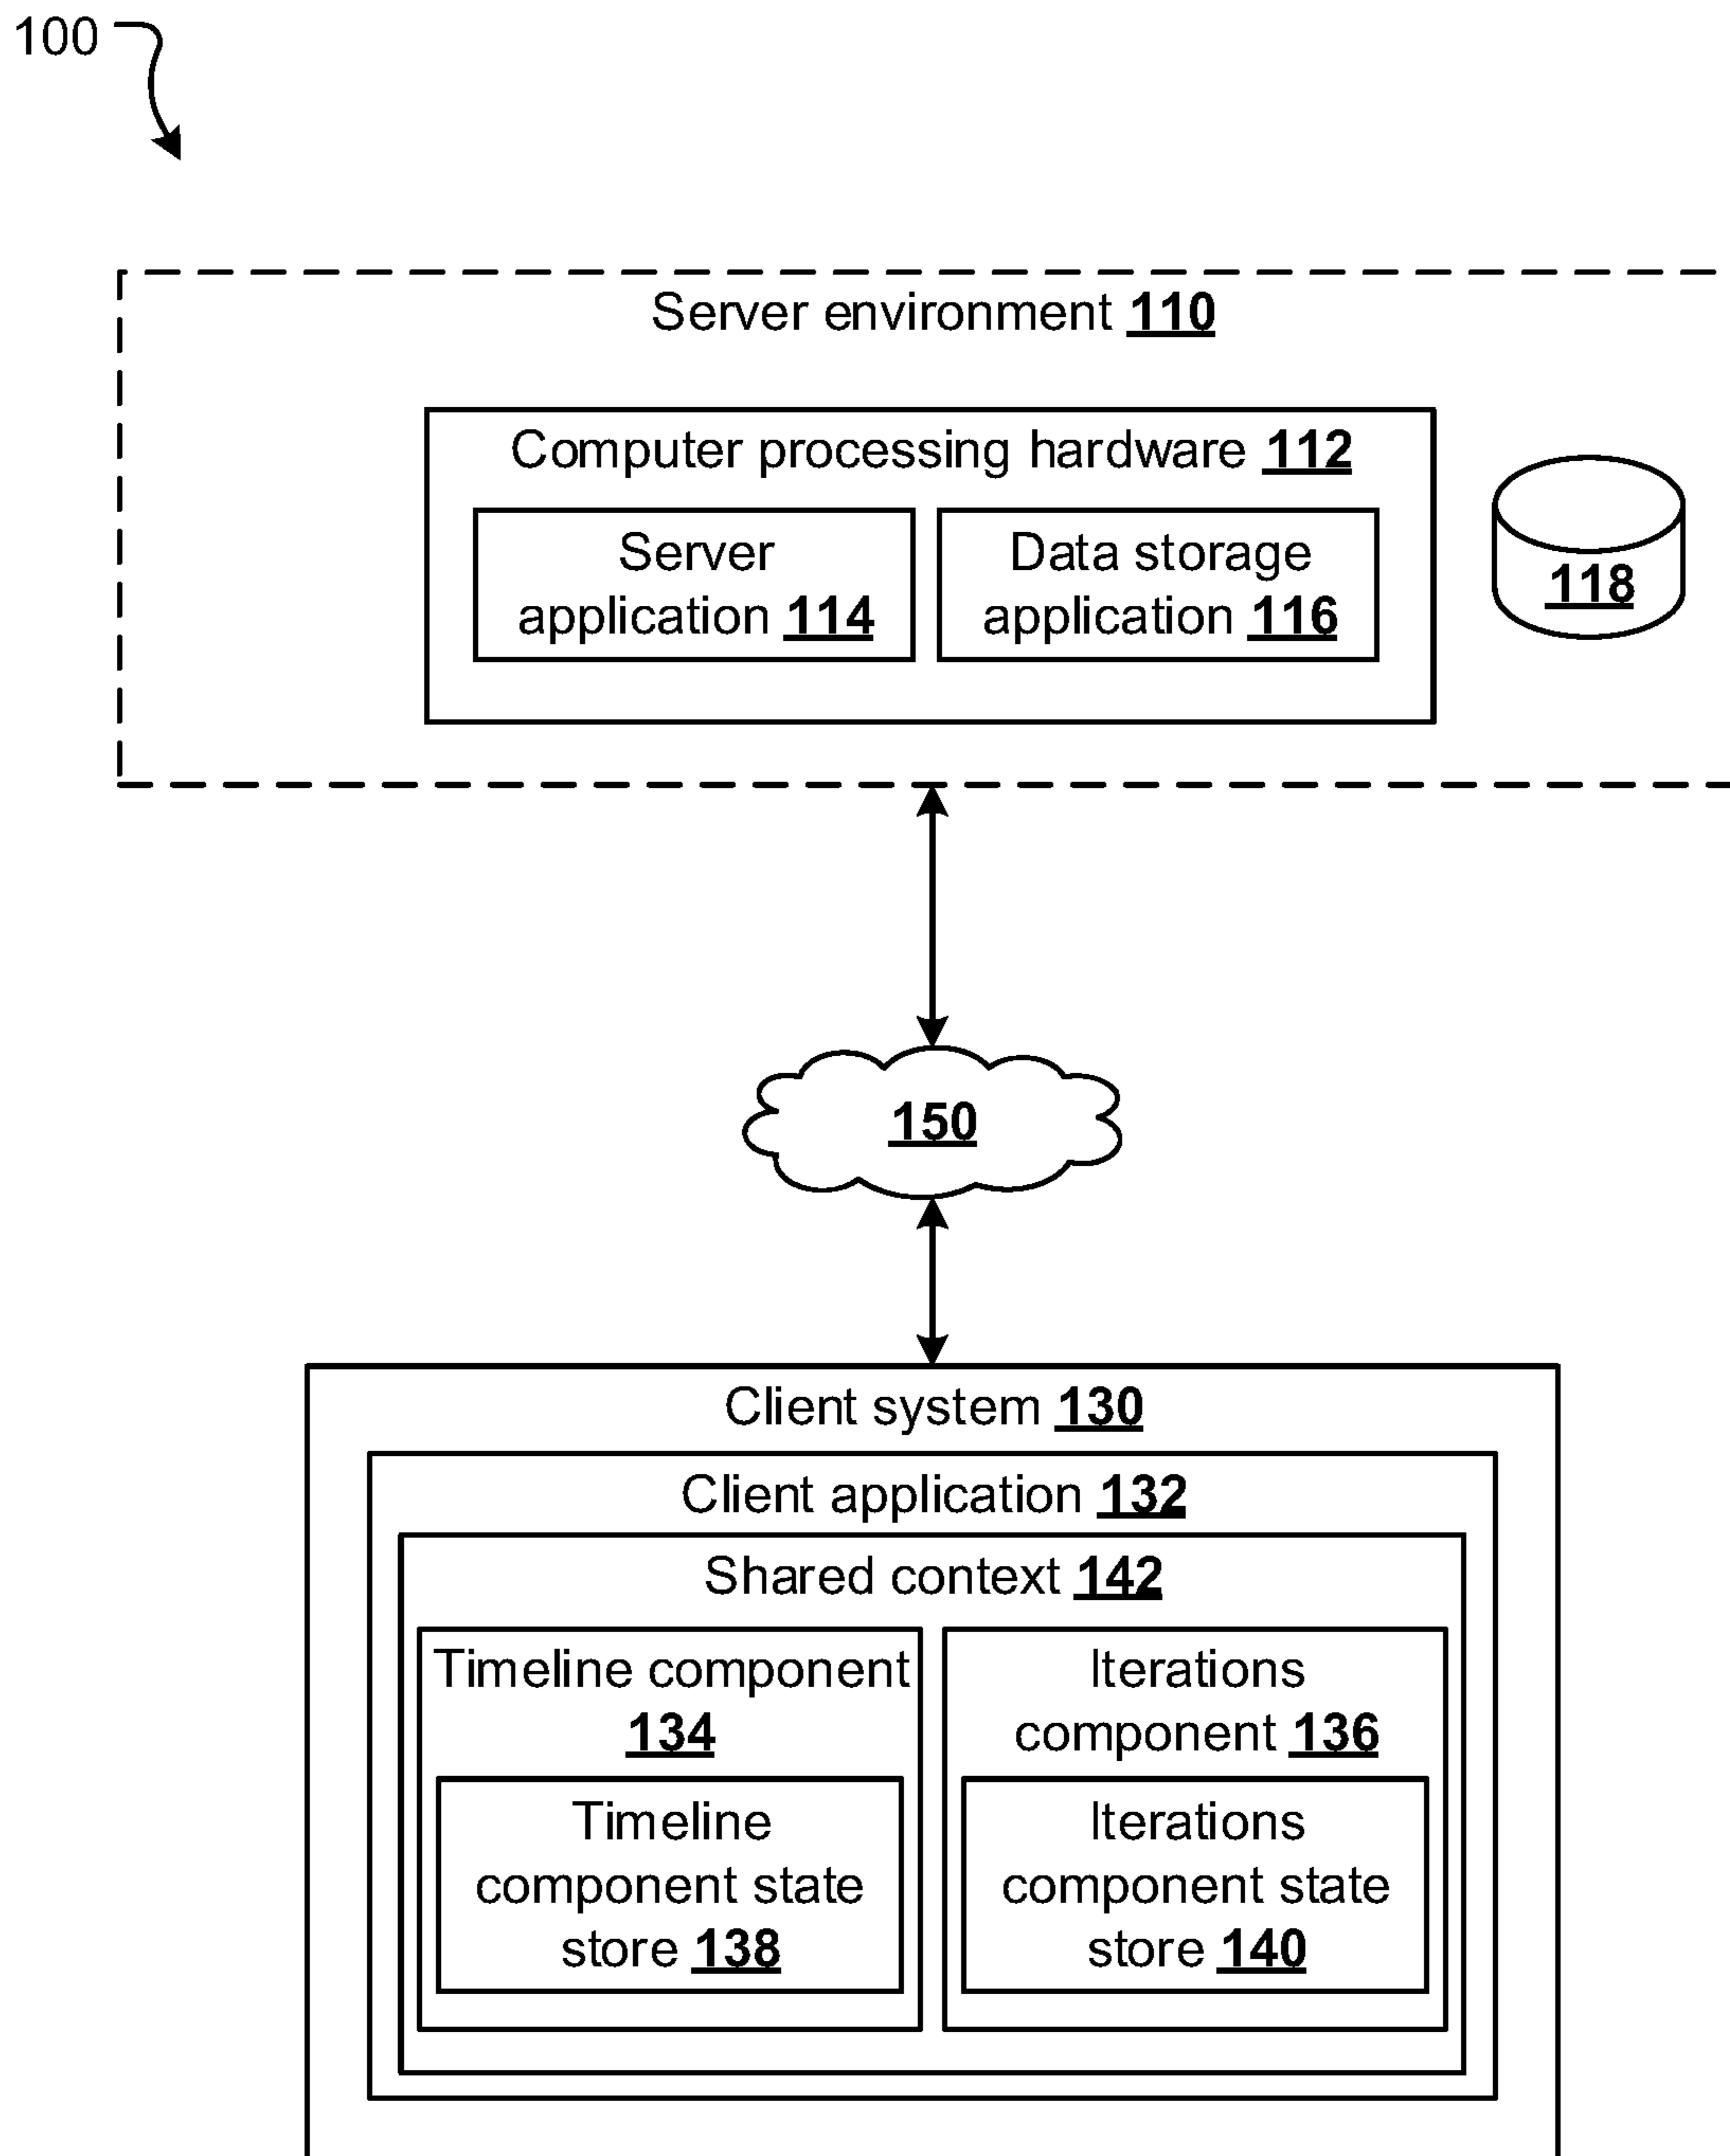 100
Server environment 110
Computer processing hardware 112
Server
application 114
Data storage
application 116
118
150
Client system 130
Client application 132
Shared context 142
Timeline component
134
Iterations
component 136
Timeline
component state
store 138
Iterations
component state
store 140